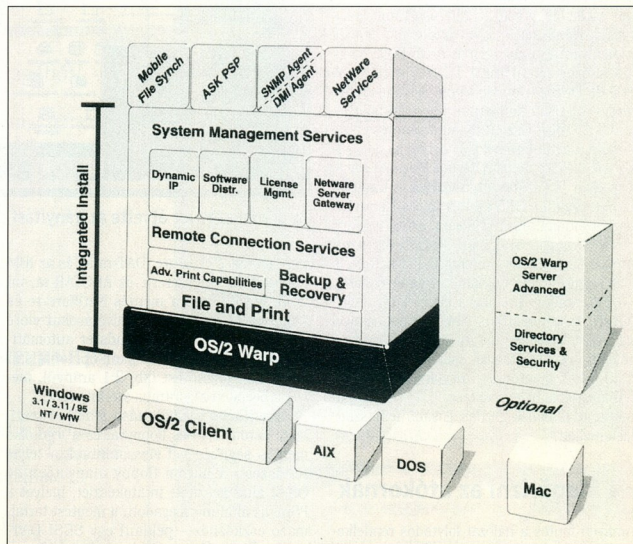 Mobile
File Synch
ASK PSP
SNMP Agent
DMI Agent
NetWare
Services
Integrated Install
System Management Services
Dynamic
IP
Software
Distr.
License
Mgmt.
Netware
Server
Gateway
Remote Connection Services
Adv. Print Capabilities
Backup &
Recovery
File and Print
OS/2 Warp
OS/2 Warp
Server
Advanced
Directory
Services &
Security
Optional
Windows
3.1 / 3.11 / 95
NT / WfW
OS/2 Client
AIX
DOS
Mac